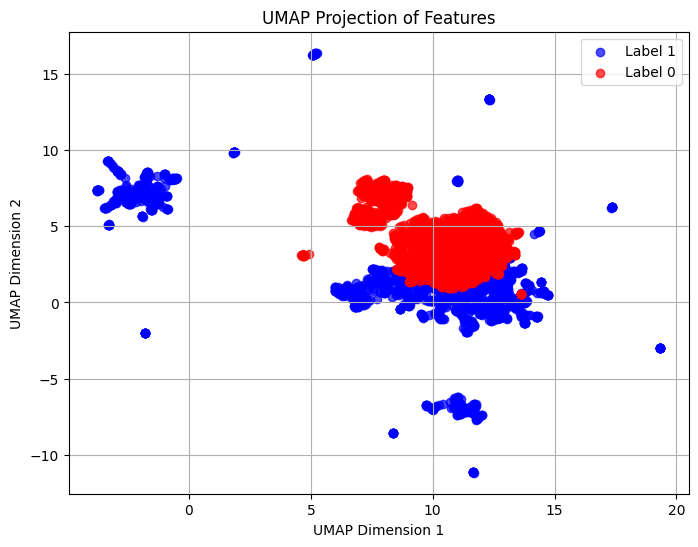 UMAP Projection of Features
Label 1
Label 0
UMAP Dimension 2
15
10
5
0
−5
−10
0
5
10
15
20
UMAP Dimension 1